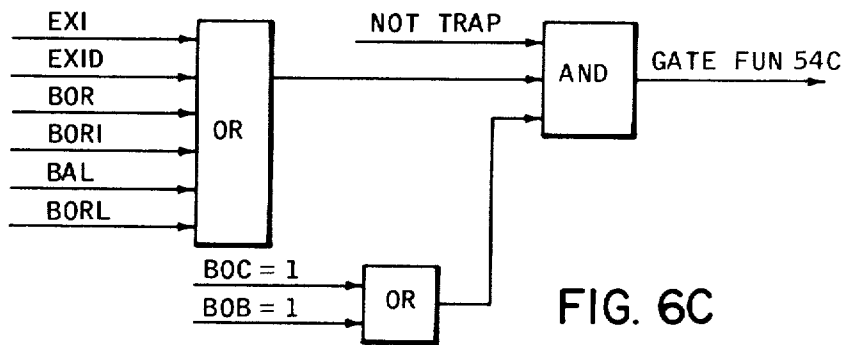 EXI
EXID
BOR
BORI
BAL
BORL
OR
NOT TRAP
AND
GATE FUN 54C
BOC = 1
BOB = 1
OR
FIG. 6C